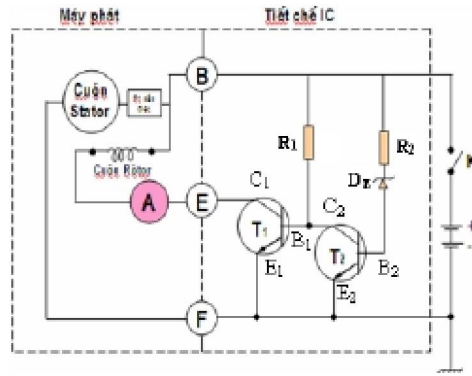 Máy phát
Tiết chế IC
B
Cuộn
Stator
Cuộn Rôtor
A
E
F
R₁
R₂
Dz
C₁
C₂
T₁
T₂
B₁
B₂
E₁
E₂
K
+
-